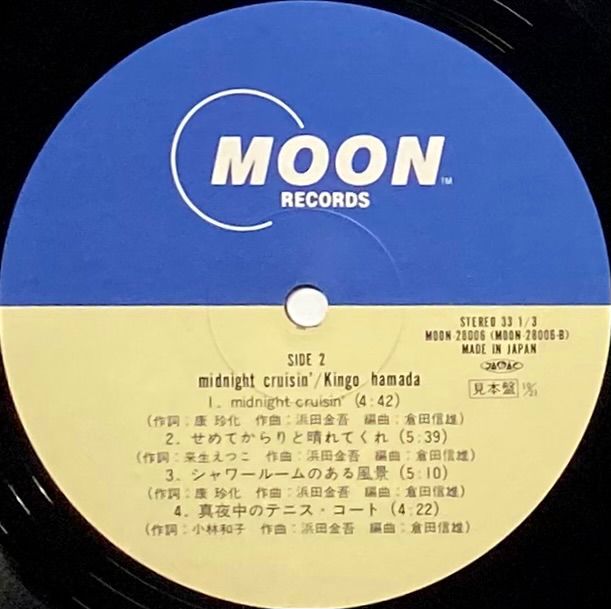 MOON™
RECORDS
STEREO 33 1/3
MOON-28006 (MOON-28006-B)
MADE IN JAPAN
見本盤
SIDE 2
midnight cruisin'/Kingo hamada
1. midnight cruisin' (4:42)
(作詞:康 珍化 作曲:浜田金吾 編曲:倉田信雄)
2. せめてからりと晴れてくれ (5:39)
(作詞:来生えつこ 作曲:浜田金吾 編曲:倉田信雄)
3. シャワールームのある風景 (5:10)
(作詞:康 珍化 作曲:浜田金吾 編曲:倉田信雄)
4. 真夜中のテニス・コート (4:22)
(作詞:小林和子 作曲:浜田金吾 編曲:倉田信雄)